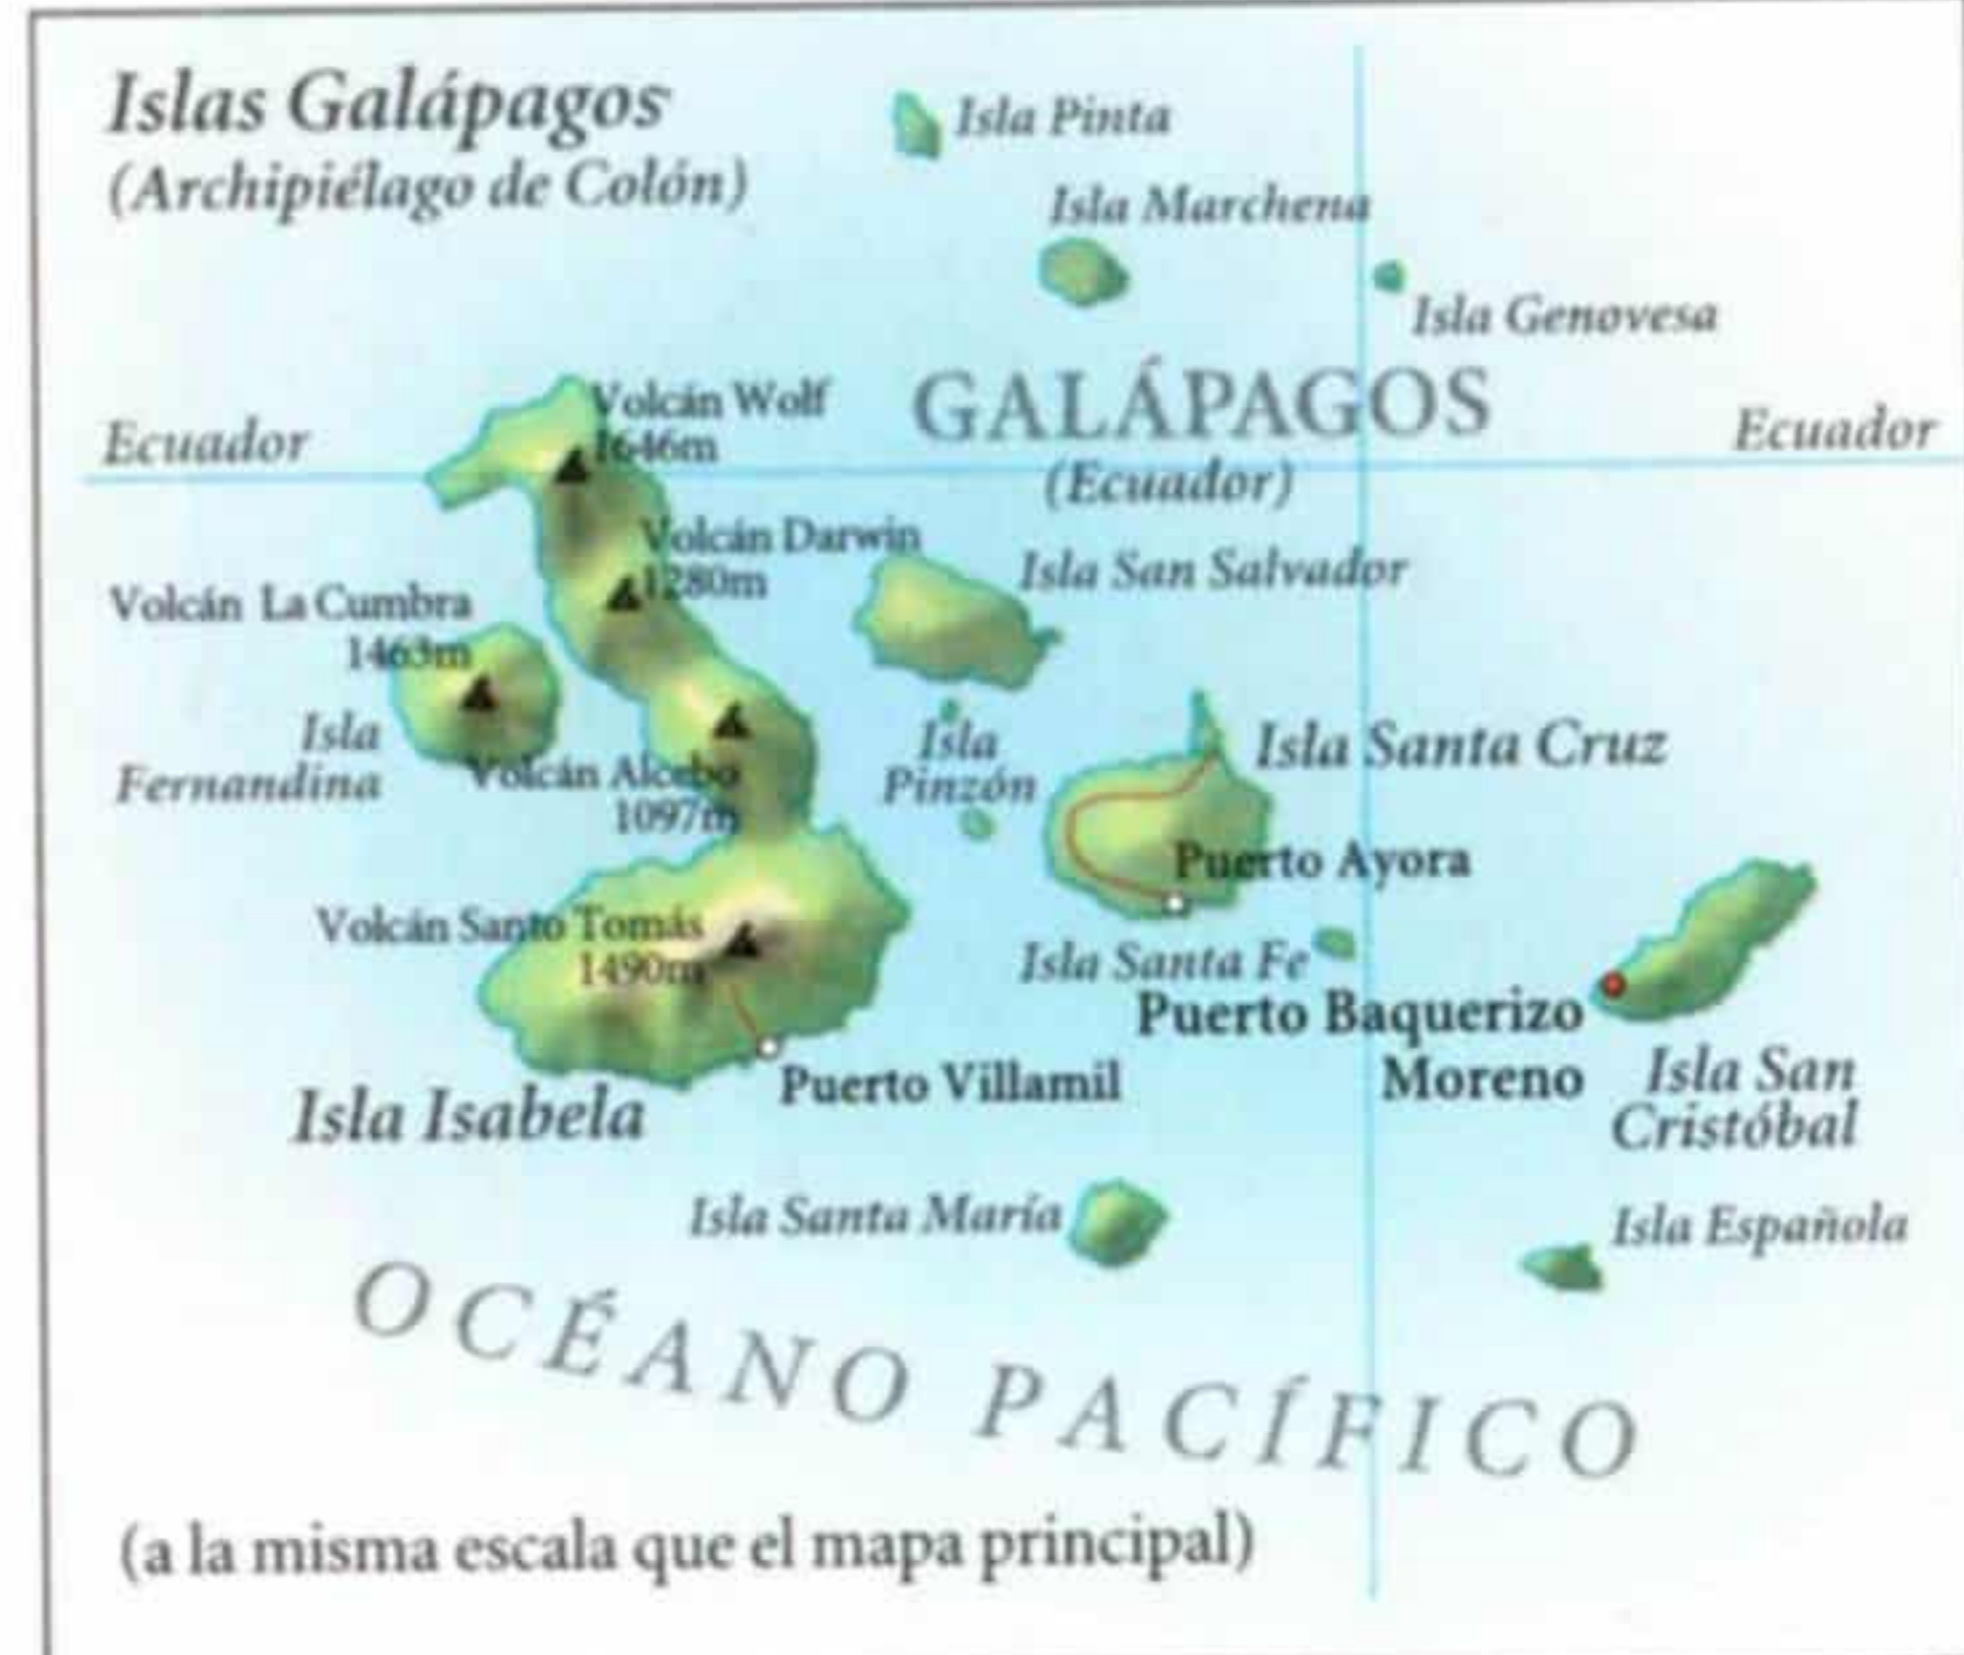 Islas Galápagos
(Archipiélago de Colón)
Isla Pinta
Isla Marchena
Isla Genovesa
Volcán Wolf
1646m
GALÁPAGOS
(Ecuador)
Ecuador
Ecuador
Volcán Darwin
1280m
Isla San Salvador
Volcán La Cumbra
1463m
Isla
Fernandina
Volcán Alcebo
1097m
Isla
Pinzón
Isla Santa Cruz
Puerto Ayora
Volcán Santo Tomás
1490m
Isla Santa Fe
Puerto Baquerizo
Moreno
Isla San
Cristóbal
Puerto Villamil
Isla Isabela
Isla Santa María
Isla Española
OCÉANO PACÍFICO
(a la misma escala que el mapa principal)